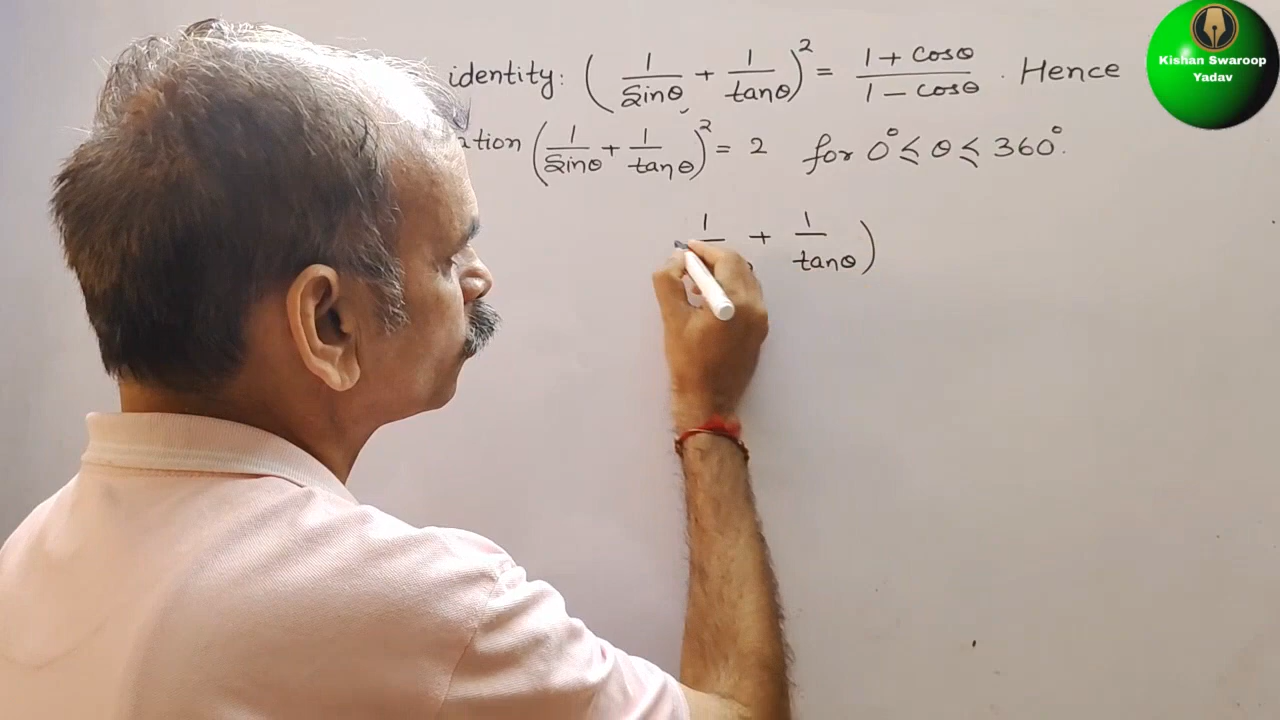 identity: (1/sinθ + 1/tanθ)² = (1 + cosθ)/(1 - cosθ) . Hence
ation (1/sinθ + 1/tanθ)² = 2 for 0° ≤ θ ≤ 360°.
1 + 1/tanθ)
Kishan Swaroop
Yadav